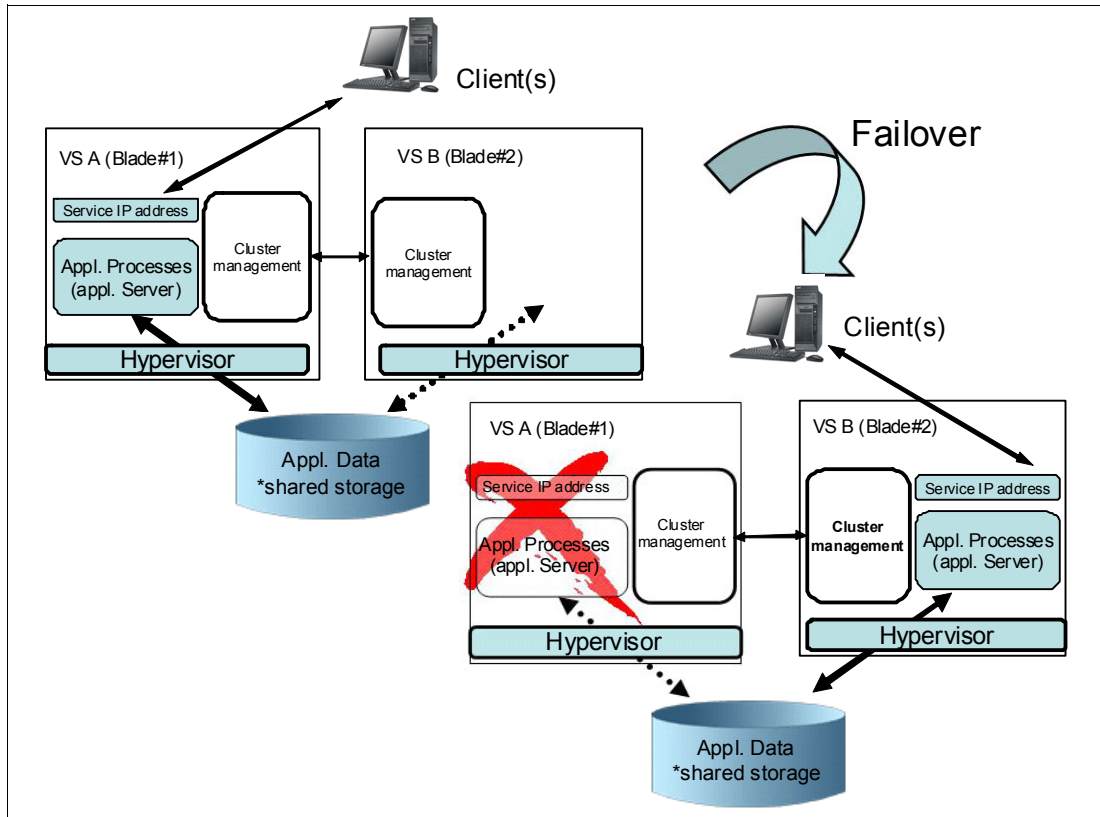 Client(s)
VS A (Blade#1)
VS B (Blade#2)
Failover
Service IP address
Cluster
management
Cluster
management
Appl. Processes
(appl. Server)
Hypervisor
Hypervisor
Client(s)
Appl. Data
*shared storage
VS A (Blade#1)
VS B (Blade#2)
Service IP address
Appl. Processes
(appl. Server)
Cluster
management
Cluster
management
Service IP address
Appl. Processes
(appl. Server)
Hypervisor
Hypervisor
Appl. Data
*shared storage